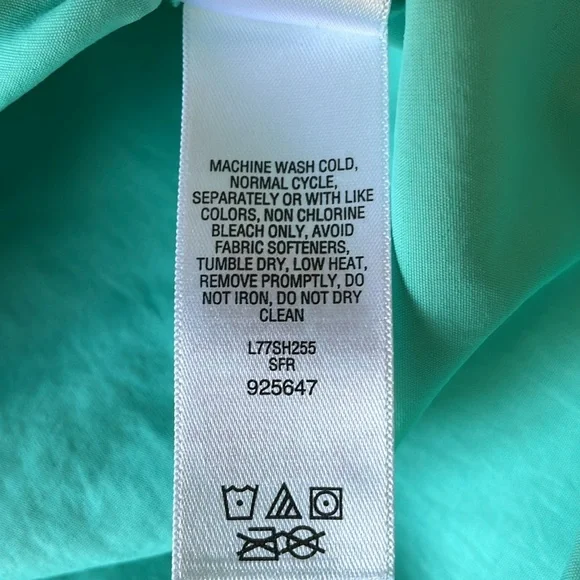 MACHINE WASH COLD,
NORMAL CYCLE,
SEPARATELY OR WITH LIKE
COLORS, NON CHLORINE
BLEACH ONLY, AVOID
FABRIC SOFTENERS,
TUMBLE DRY, LOW HEAT,
REMOVE PROMPTLY, DO
NOT IRON, DO NOT DRY
CLEAN
L77SH255
SFR
925647